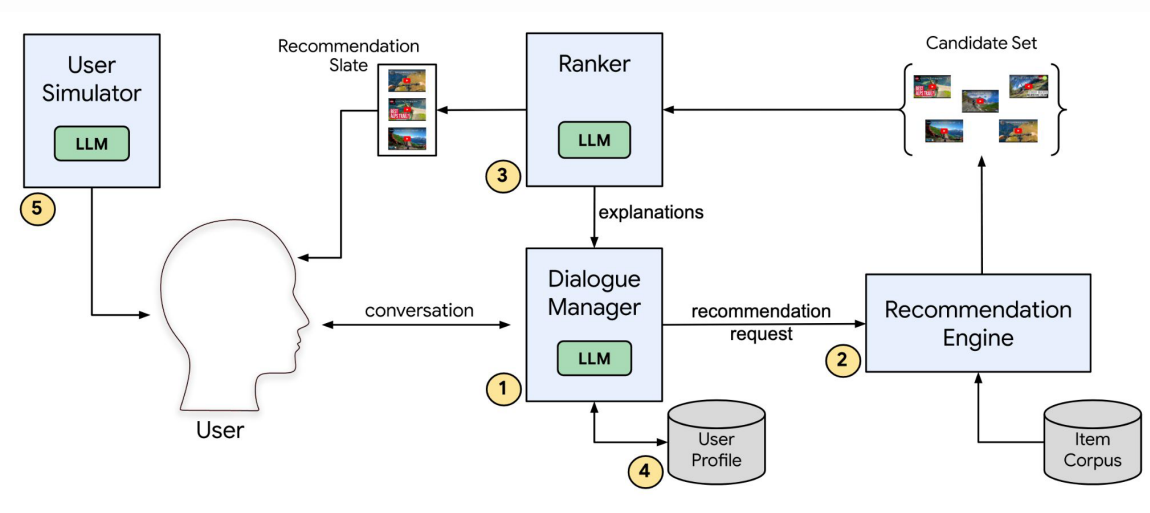 User
Simulator
LLM
5
Recommendation
Slate
Ranker
LLM
3
Candidate Set
explanations
Dialogue
Manager
LLM
1
conversation
recommendation
request
Recommendation
Engine
2
User
User
Profile
4
Item
Corpus